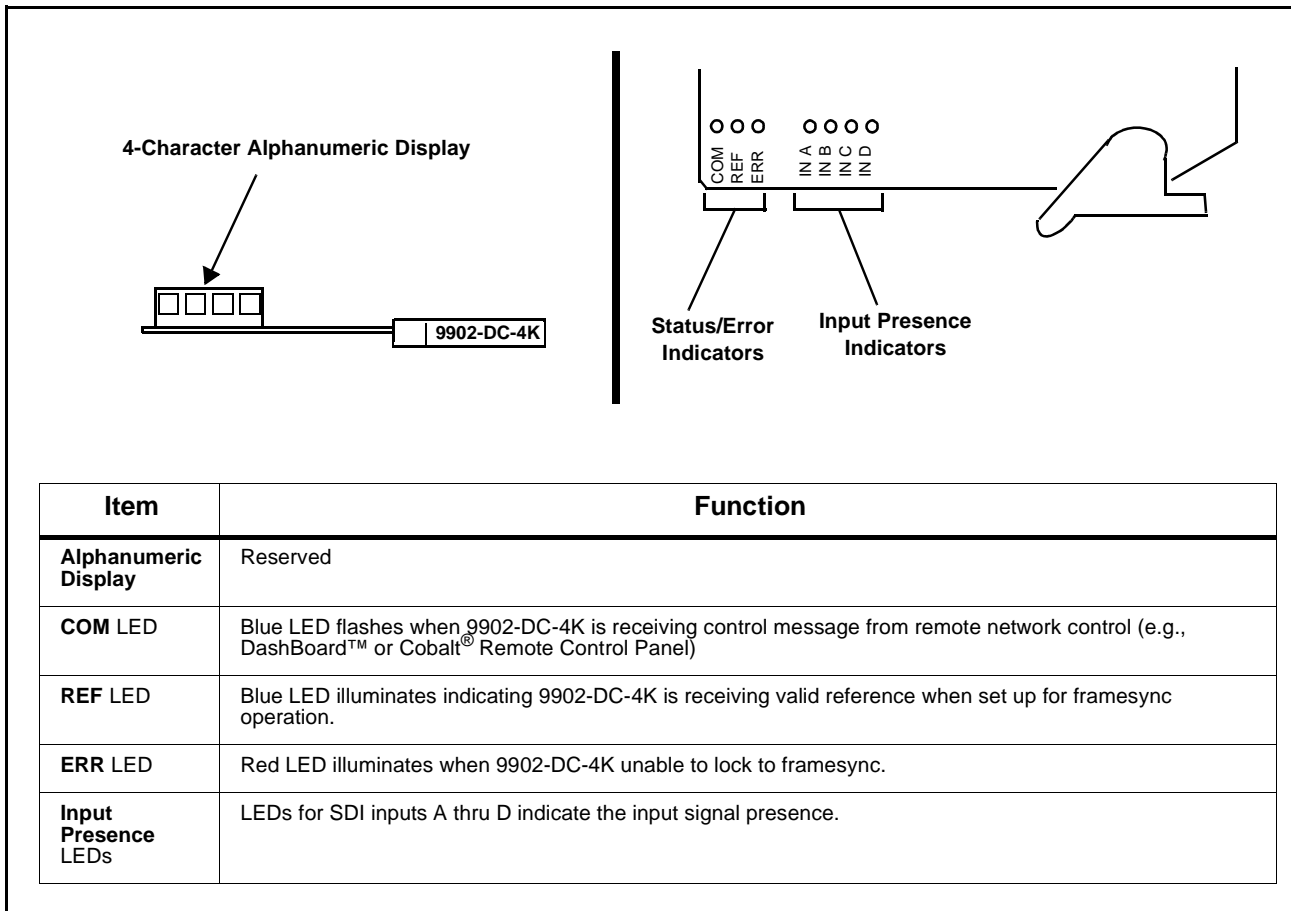 4-Character Alphanumeric Display
9902-DC-4K
COM
REF
ERR
IN A
IN B
IN C
IN D
Status/Error
Indicators
Input Presence
Indicators
Item
Function
Alphanumeric
Display
Reserved
COM LED
Blue LED flashes when 9902-DC-4K is receiving control message from remote network control (e.g.,
DashBoard™ or Cobalt® Remote Control Panel)
REF LED
Blue LED illuminates indicating 9902-DC-4K is receiving valid reference when set up for framesync
operation.
ERR LED
Red LED illuminates when 9902-DC-4K unable to lock to framesync.
Input
Presence
LEDs
LEDs for SDI inputs A thru D indicate the input signal presence.